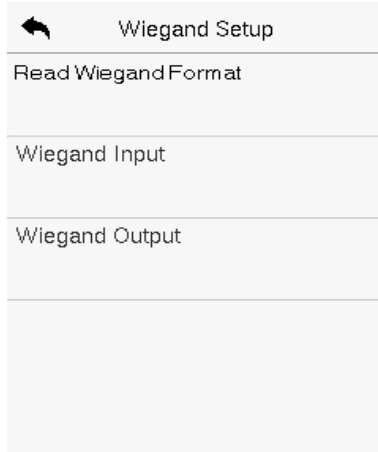 Wiegand Setup
Read Wiegand Format
Wiegand Input
Wiegand Output